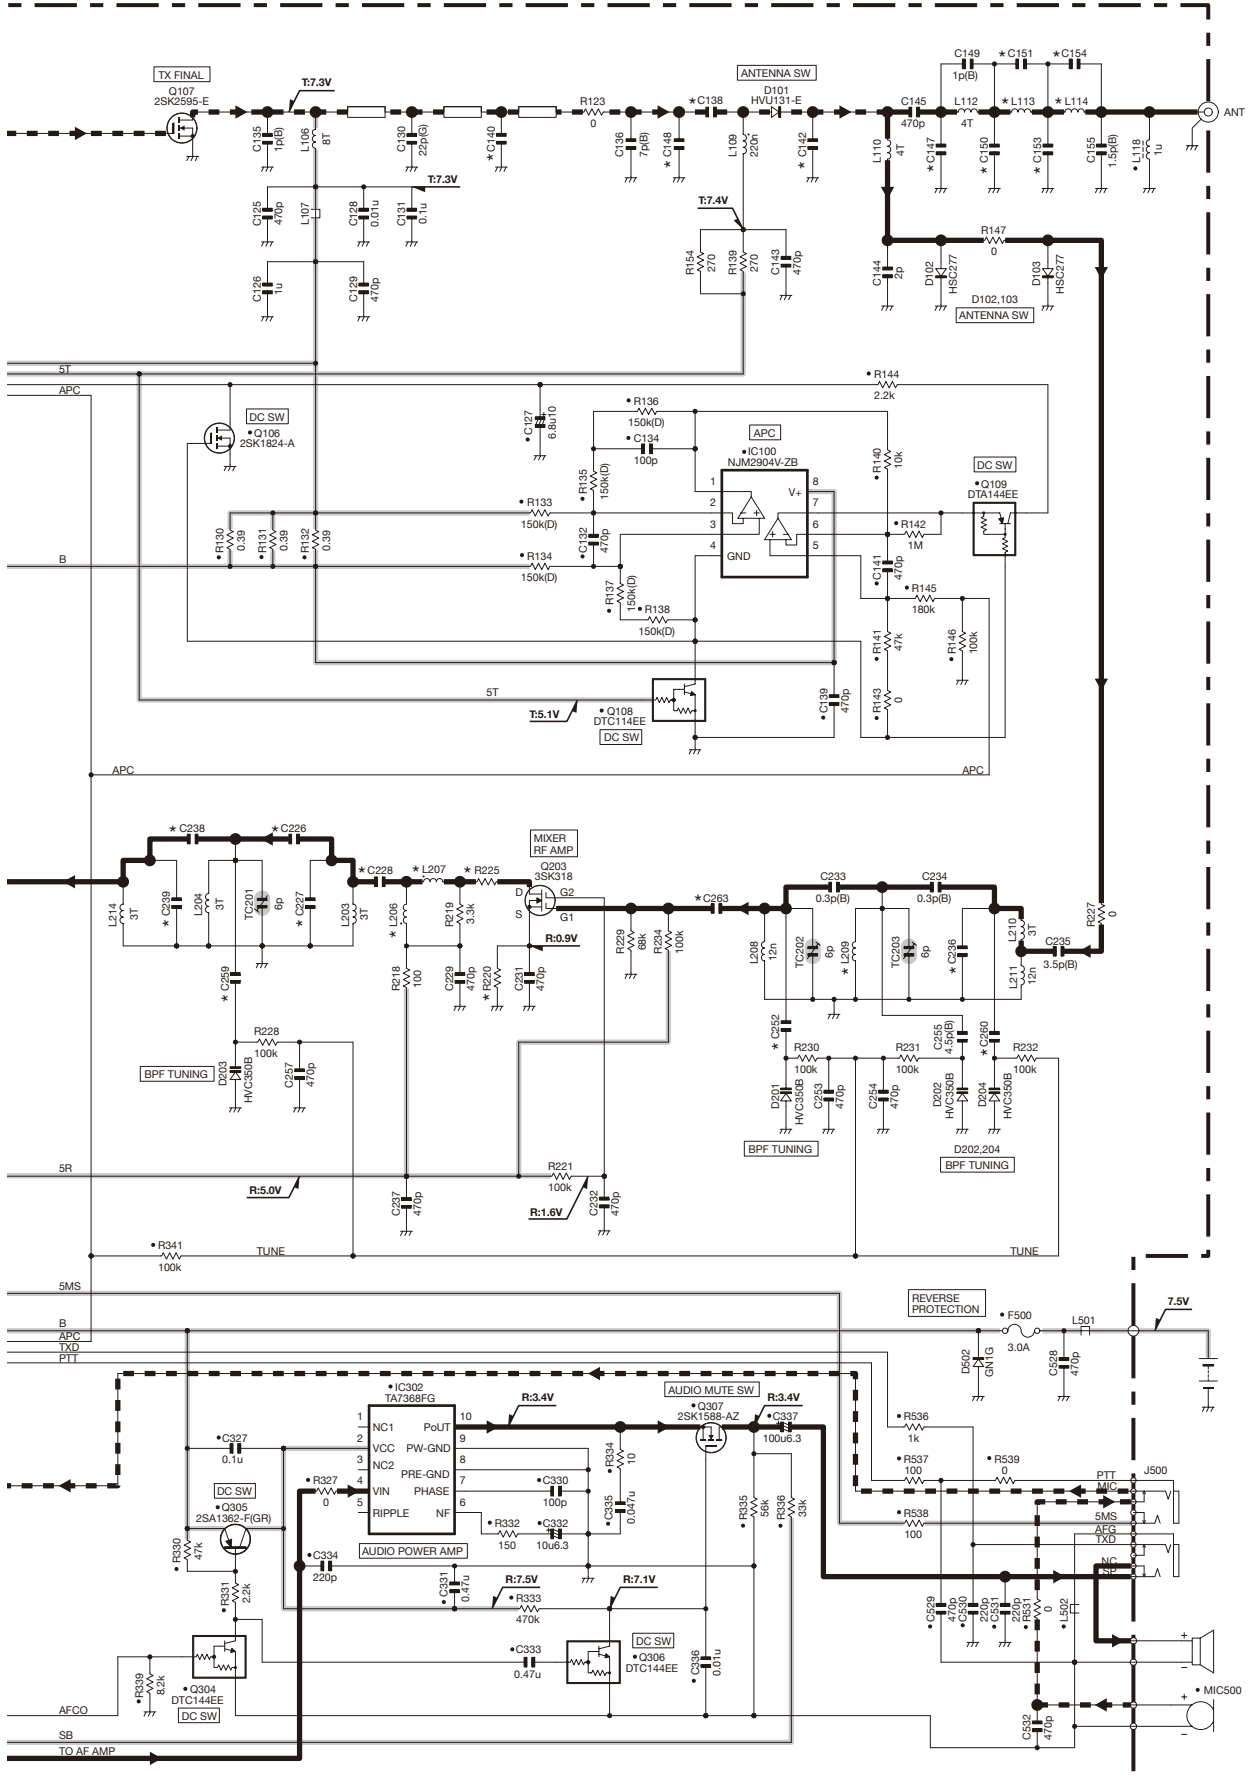 TX FINAL
Q107
2SK2595-E
T:7.3V
C135
1p(B)
L106
8T
C130
22p(G)
* C140
R123
0
C136
7p(B)
* C148
* C138
L109
220n
ANTENNA SW
D101
HVU131-E
* C142
L110
4T
C145
470p
C149
1p(B)
* C151
* C154
L112
4T
* L113
* L114
* C147
* C150
* C153
C155
1.5p(B)
• L118
1u
ANT
C125
470p
L107
C128
0.01u
C131
0.1u
T:7.3V
C126
1u
C129
470p
T:7.4V
R154
270
R139
270
C143
470p
C144
2p
D102
HSC277
R147
0
D103
HSC277
D102,103
ANTENNA SW
5T
APC
DC SW
• Q106
2SK1824-A
• C127
6.8u10
• R136
150k(D)
• C134
100p
• R135
150k(D)
APC
• IC100
NJM2904V-ZB
1
2
3
4
GND
V+
8
7
6
5
• R144
2.2k
• R140
10k
DC SW
• Q109
DTA144EE
• R142
1M
• R133
150k(D)
• C132
470p
• R130
0.39
• R131
0.39
• R132
0.39
B
• R134
150k(D)
• R137
150k(D)
• R138
150k(D)
• C141
470p
• R145
180k
• R141
47k
• R146
100k
• R143
0
5T
T:5.1V
• Q108
DTC114EE
DC SW
• C139
470p
APC
APC
* C238
* C226
L214
3T
* C239
L204
3T
TC201
6p
* C227
L203
3T
* C228
* L207
* R225
* L206
R219
3.3k
MIXER
RF AMP
Q203
3SK318
D
S
G2
G1
R:0.9V
* C263
C233
0.3p(B)
C234
0.3p(B)
R229
68k
R234
100k
L208
12n
TC202
6p
* L209
TC203
6p
* C236
L210
3T
L211
12n
C235
3.5p(B)
R227
0
R218
100
C229
470p
* R220
C231
470p
* C259
R228
100k
BPF TUNING
D203
HVC350B
C257
470p
* C252
R230
100k
R231
100k
C255
4.5p(B)
* C260
R232
100k
D201
HVC350B
C253
470p
C254
470p
D202
HVC350B
D204
HVC350B
BPF TUNING
D202,204
BPF TUNING
5R
R:5.0V
C237
470p
R221
100k
R:1.6V
C232
470p
• R341
100k
TUNE
TUNE
5MS
B
APC
TXD
PTT
REVERSE
PROTECTION
• F500
3.0A
L501
7.5V
D502
GN1G
C528
470p
• IC302
TA7368FG
1
NC1
2
VCC
3
NC2
4
VIN
5
RIPPLE
PoUT
10
PW-GND
9
PRE-GND
8
PHASE
7
NF
6
AUDIO POWER AMP
R:3.4V
AUDIO MUTE SW
• Q307
2SK1588-AZ
R:3.4V
• C337
100u6.3
• C327
0.1u
• R327
0
DC SW
• Q305
2SA1362-F(GR)
• R330
47k
• R331
2.2k
• C334
220p
• C330
100p
• R332
150
• C332
10u6.3
• R334
10
• C335
0.047u
• R335
56k
• R336
33k
• C331
0.47u
R:7.5V
• R333
470k
R:7.1V
• R536
1k
• R537
100
• R539
0
• R538
100
PTT
MIC
5MS
AFG
TXD
NC
SP
J500
• C529
470p
• C530
220p
• C531
220p
• R531
0
• L502
• R339
8.2k
• Q304
DTC144EE
DC SW
• C333
0.47u
DC SW
• Q306
DTC144EE
• C336
0.01u
+
−
• MIC500
+
−
C532
470p
AFCO
SB
TO AF AMP